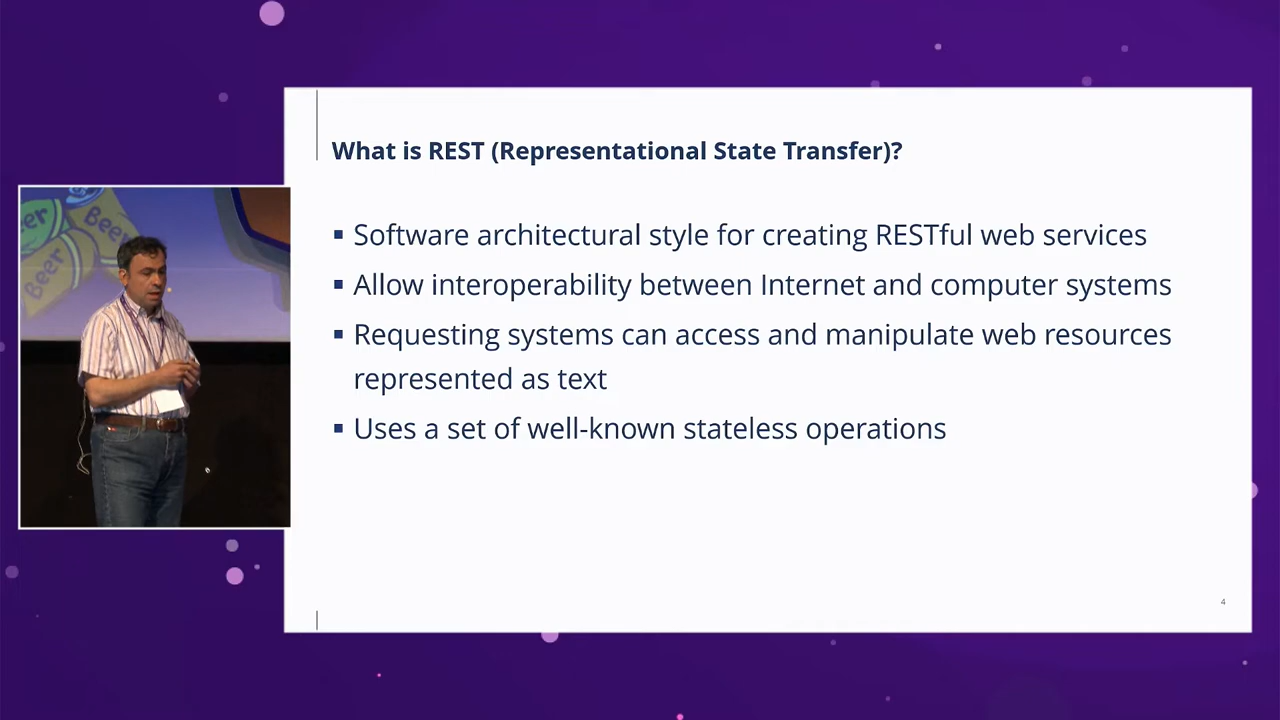 What is REST (Representational State Transfer)?
▪ Software architectural style for creating RESTful web services
▪ Allow interoperability between Internet and computer systems
▪ Requesting systems can access and manipulate web resources
represented as text
▪ Uses a set of well-known stateless operations
4
Beer
Beer